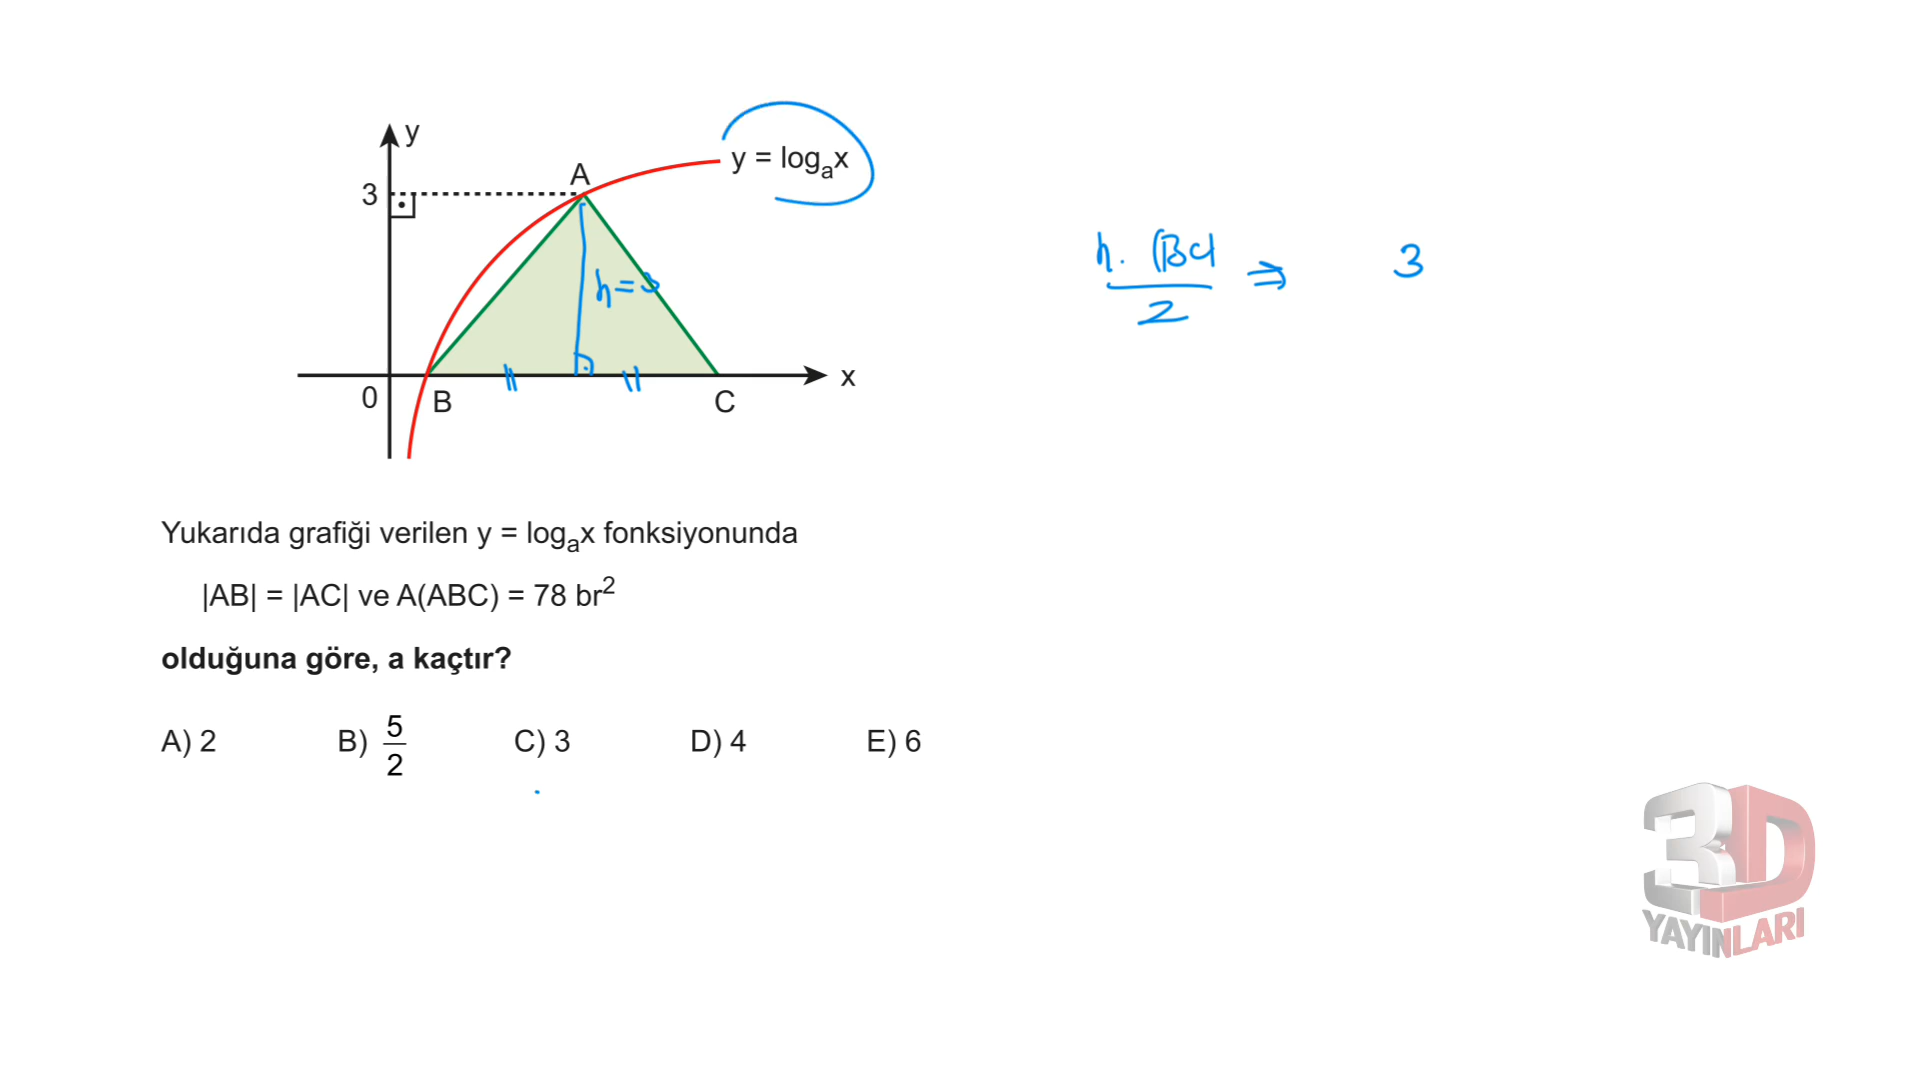 y
y = logₐx
A
3
h = 3
h. |BC|
⇒ 3
2
0
B
C
x
Yukarıda grafiği verilen y = logₐx fonksiyonunda
|AB| = |AC| ve A(ABC) = 78 br²
olduğuna göre, a kaçtır?
A) 2 B) 5/2 C) 3 D) 4 E) 6
3D
YAYINLARI